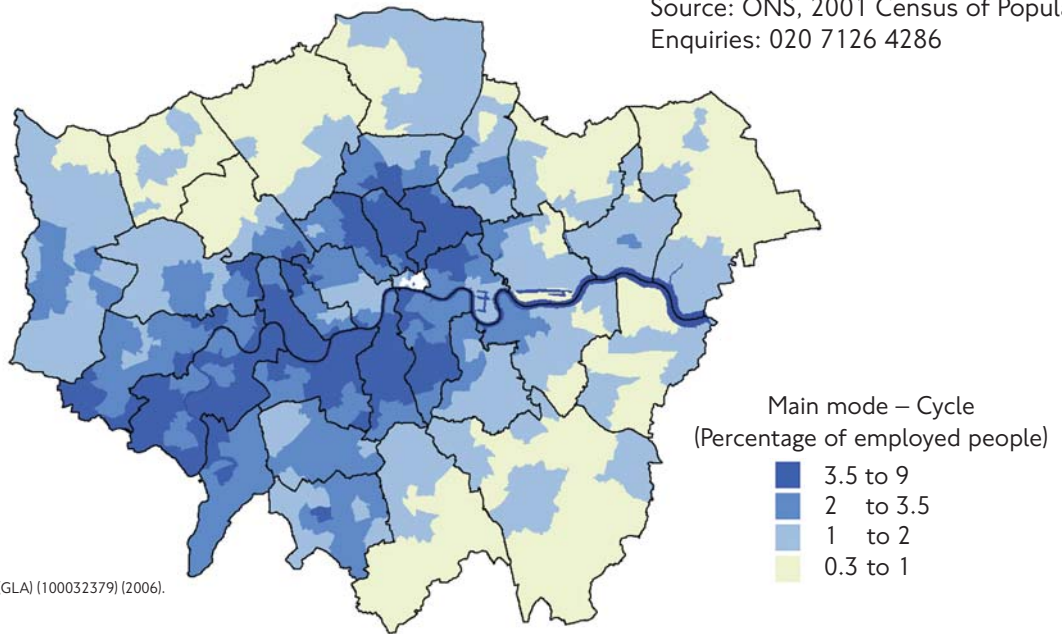 Source: ONS, 2001 Census of Popula
Enquiries: 020 7126 4286
Main mode – Cycle
(Percentage of employed people)
3.5 to 9
2 to 3.5
1 to 2
0.3 to 1
GLA) (100032379) (2006).